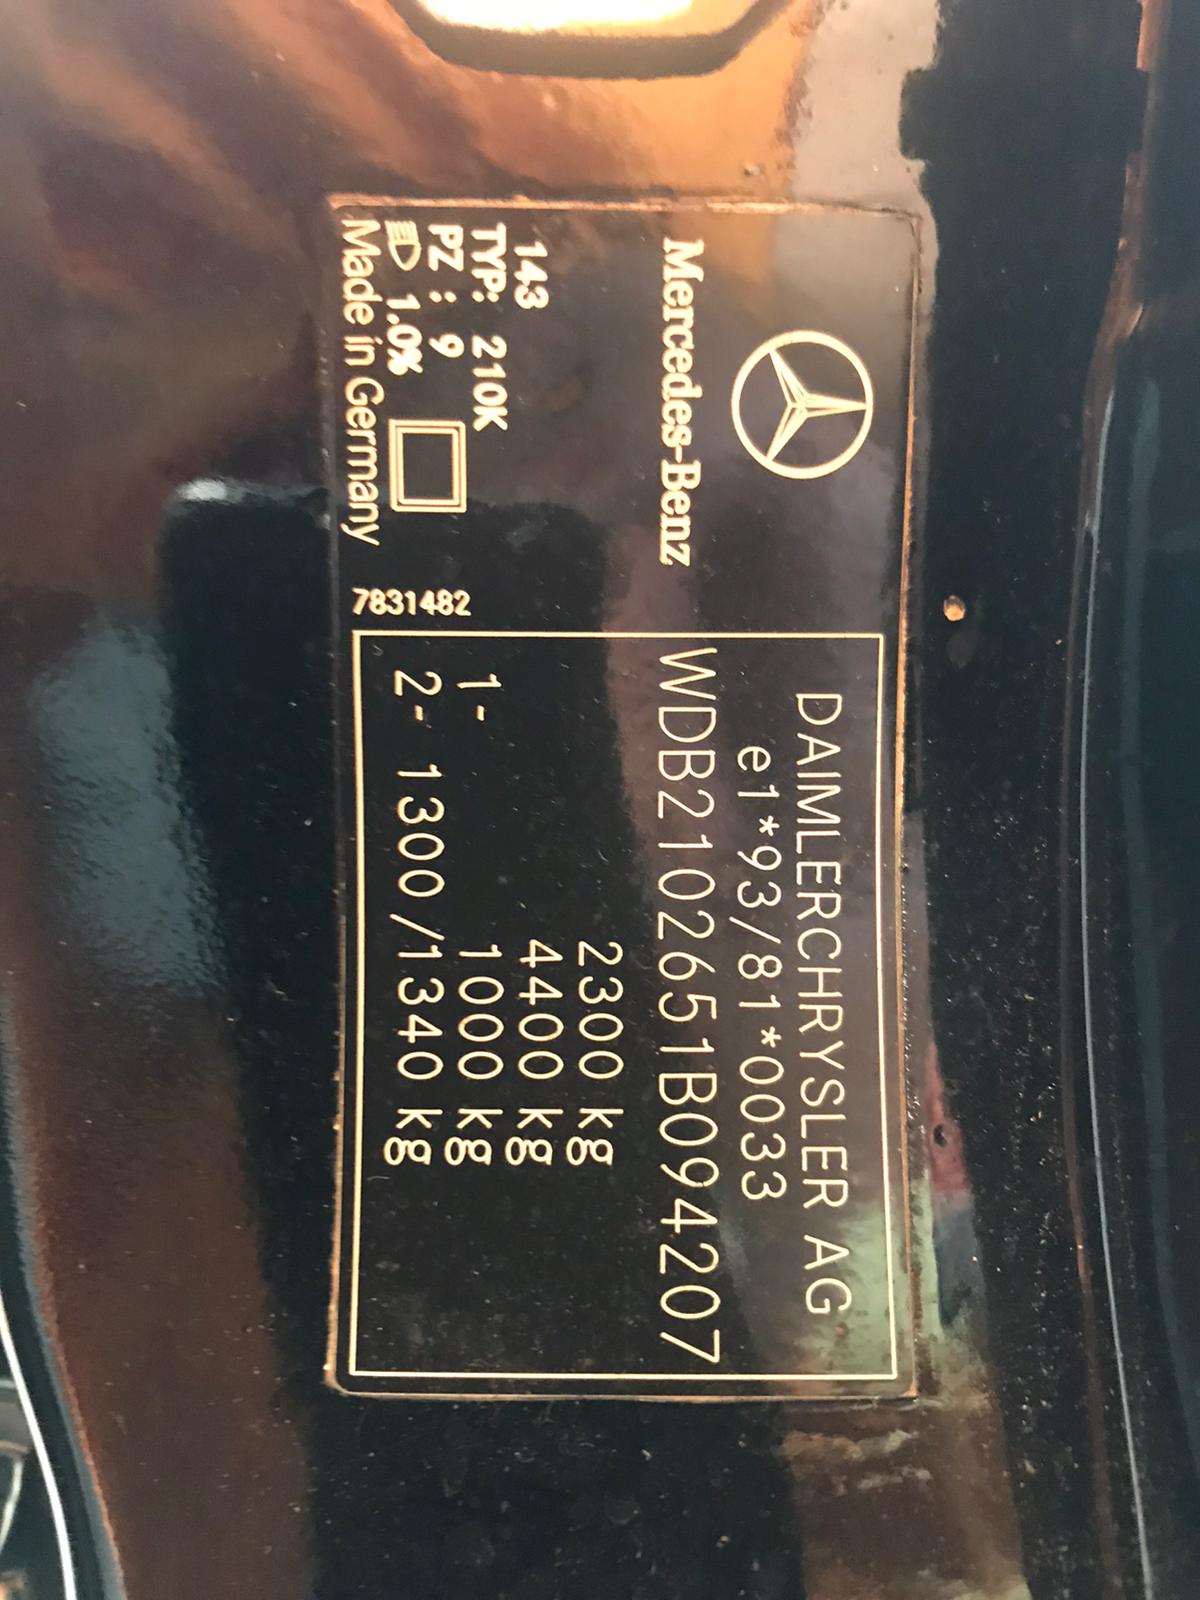 Mercedes-Benz
143
TYP: 210K
PZ : 9
1.0%
Made in Germany
7831482
DAIMLERCHRYSLER AG
e1*93/81*0033
WDB2102651B094207
2300 kg
4400 kg
1- 1000 kg
2- 1300/1340 kg